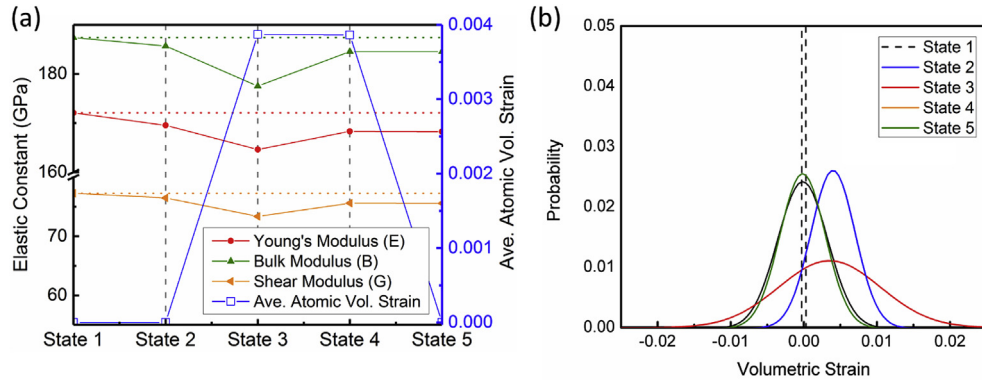 (a)
Elastic Constant (GPa)
180
160
70
60
State 1 State 2 State 3 State 4 State 5
Young's Modulus (E)
Bulk Modulus (B)
Shear Modulus (G)
Ave. Atomic Vol. Strain
0.004
0.003
0.002
0.001
0.000
Ave. Atomic Vol. Strain
(b)
Probability
0.05
0.04
0.03
0.02
0.01
0.00
-0.02 -0.01 0.00 0.01 0.02
Volumetric Strain
State 1
State 2
State 3
State 4
State 5